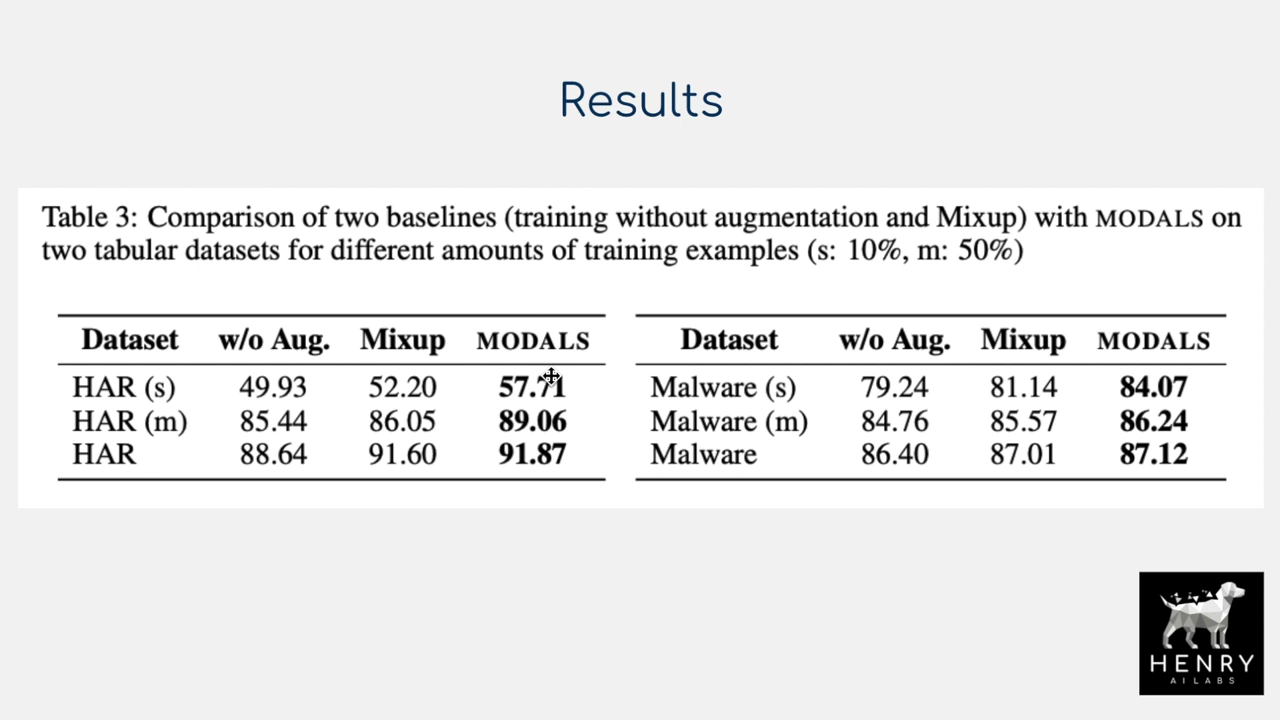 Results
Table 3: Comparison of two baselines (training without augmentation and Mixup) with MODALS on
two tabular datasets for different amounts of training examples (s: 10%, m: 50%)
Dataset w/o Aug. Mixup MODALS
HAR (s) 49.93 52.20 57.71
HAR (m) 85.44 86.05 89.06
HAR 88.64 91.60 91.87
Dataset w/o Aug. Mixup MODALS
Malware (s) 79.24 81.14 84.07
Malware (m) 84.76 85.57 86.24
Malware 86.40 87.01 87.12
HENRY
AI LABS